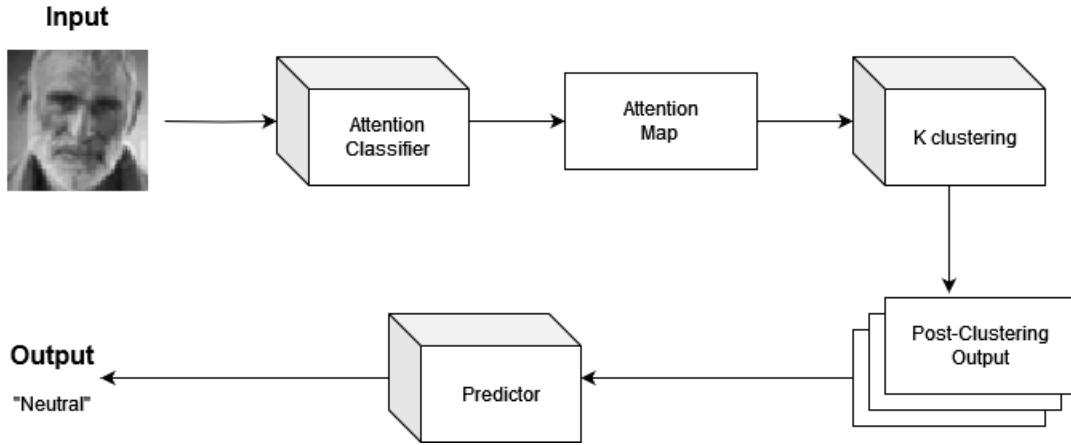 Input
Attention
Classifier
Attention
Map
K clustering
Post-Clustering
Output
Predictor
Output
"Neutral"